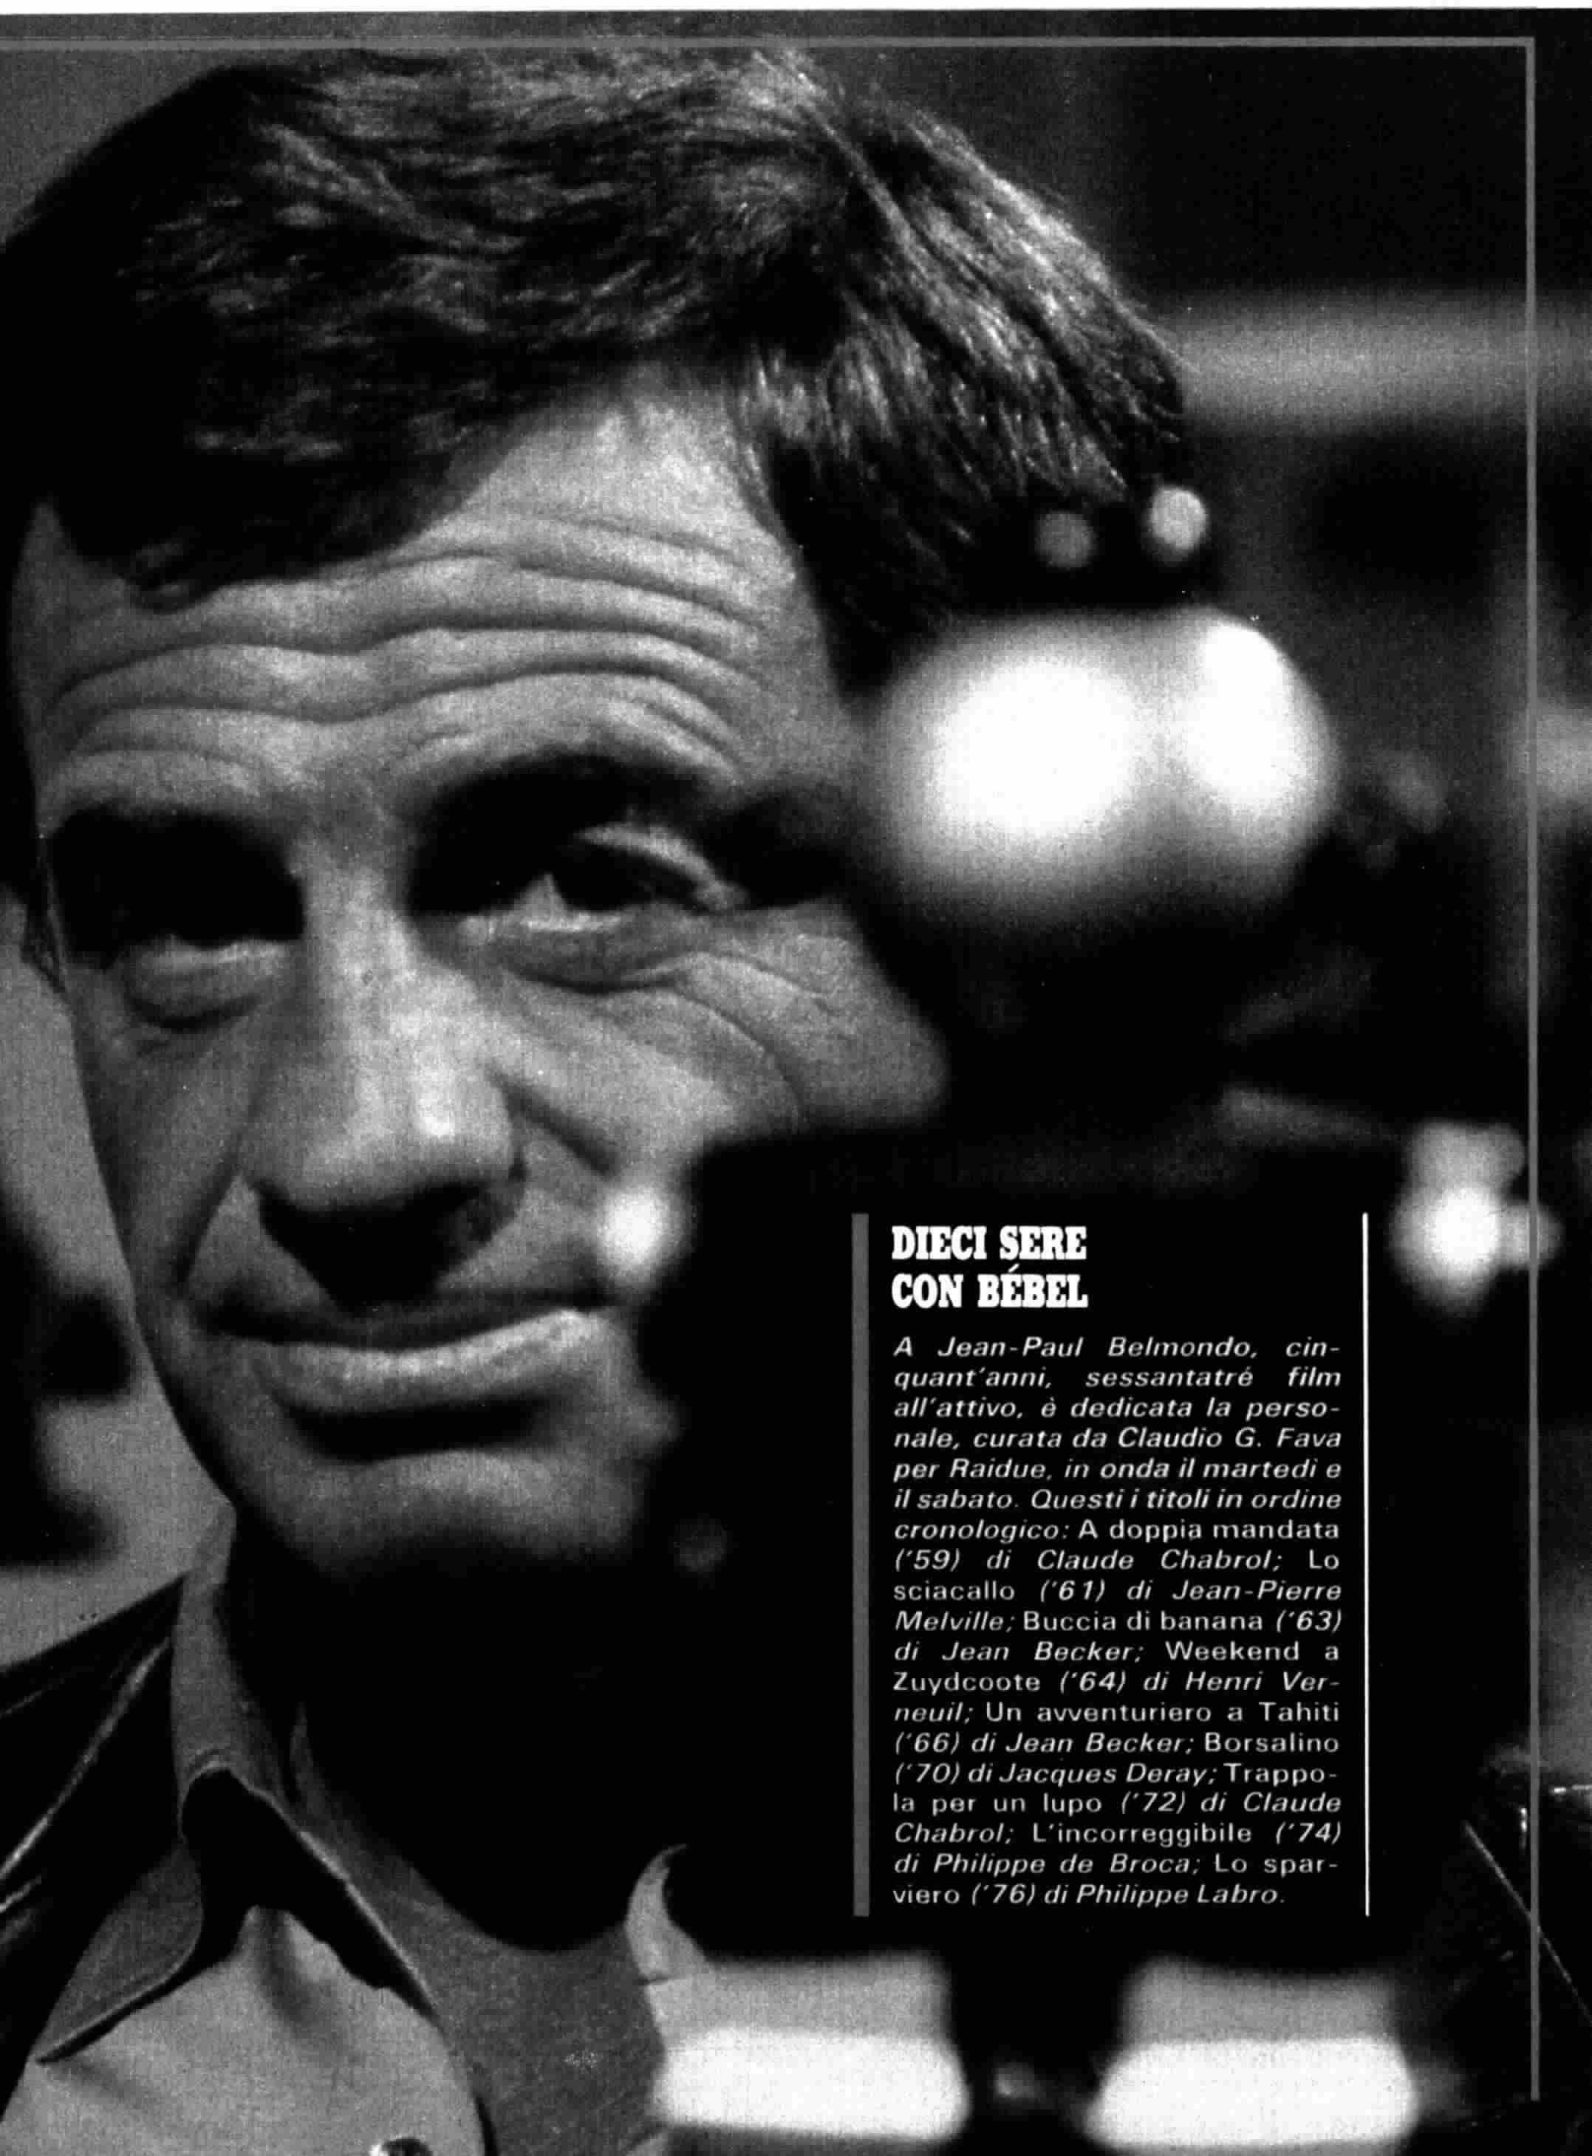 DIECI SERE
CON BÉBEL
A Jean-Paul Belmondo, cin-
quant'anni, sessantatré film
all'attivo, è dedicata la perso-
nale, curata da Claudio G. Fava
per Raidue, in onda il martedì e
il sabato. Questi i titoli in ordine
cronologico: A doppia mandata
('59) di Claude Chabrol; Lo
sciacallo ('61) di Jean-Pierre
Melville; Buccia di banana ('63)
di Jean Becker; Weekend a
Zuydcoote ('64) di Henri Ver-
neuil; Un avventuriero a Tahiti
('66) di Jean Becker; Borsalino
('70) di Jacques Deray; Trappo-
la per un lupo ('72) di Claude
Chabrol; L'incorreggibile ('74)
di Philippe de Broca; Lo spar-
viero ('76) di Philippe Labro.